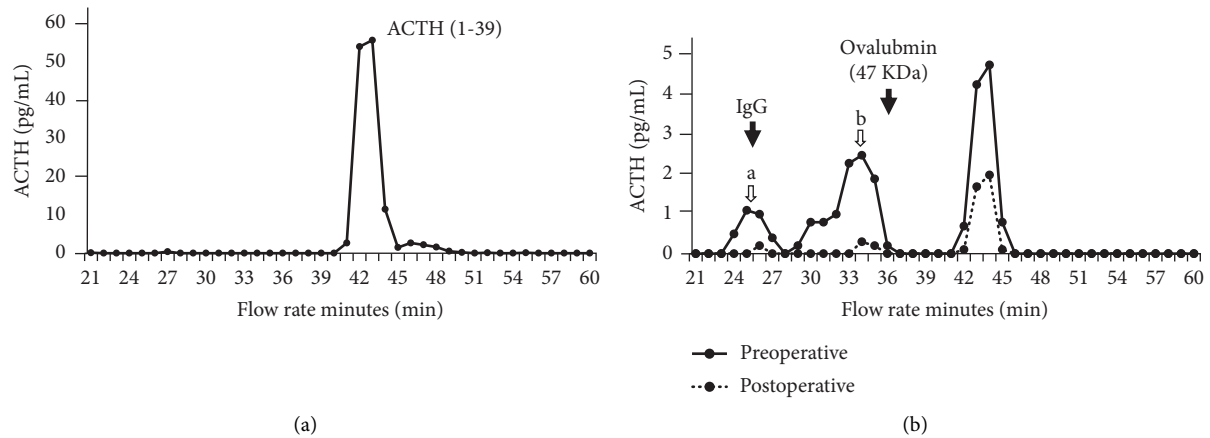 60
50
40
30
20
10
0
ACTH (pg/mL)
ACTH (1-39)
21 27 30 33 36 39 42 45 48 51 54 57 60
Flow rate minutes (min)
(a)
5
4
3
2
1
0
ACTH (pg/mL)
Ovalubmin
(47 KDa)
IgG
a
b
21 24 27 30 33 36 39 42 45 48 51 54 57 60
Flow rate minutes (min)
Preoperative
Postoperative
(b)